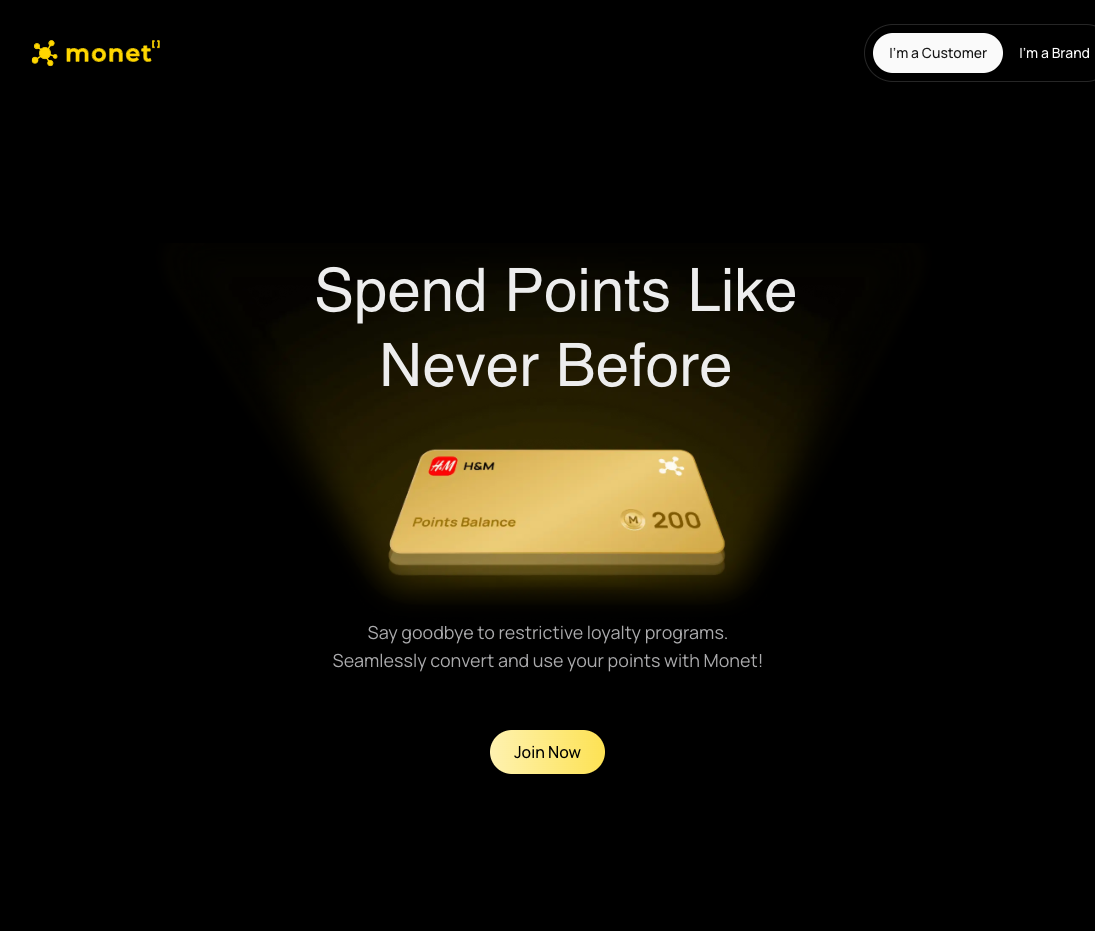 monet
I'm a Customer
I'm a Brand
Spend Points Like
Never Before
H&M
H&M
Points Balance
M 200
Say goodbye to restrictive loyalty programs.
Seamlessly convert and use your points with Monet!
Join Now